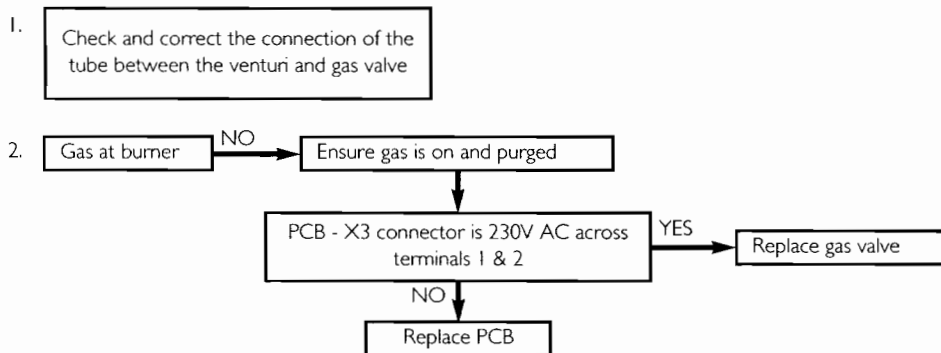 1.
Check and correct the connection of the
tube between the venturi and gas valve
2.
Gas at burner
NO
Ensure gas is on and purged
PCB - X3 connector is 230V AC across
terminals 1 & 2
YES
Replace gas valve
NO
Replace PCB